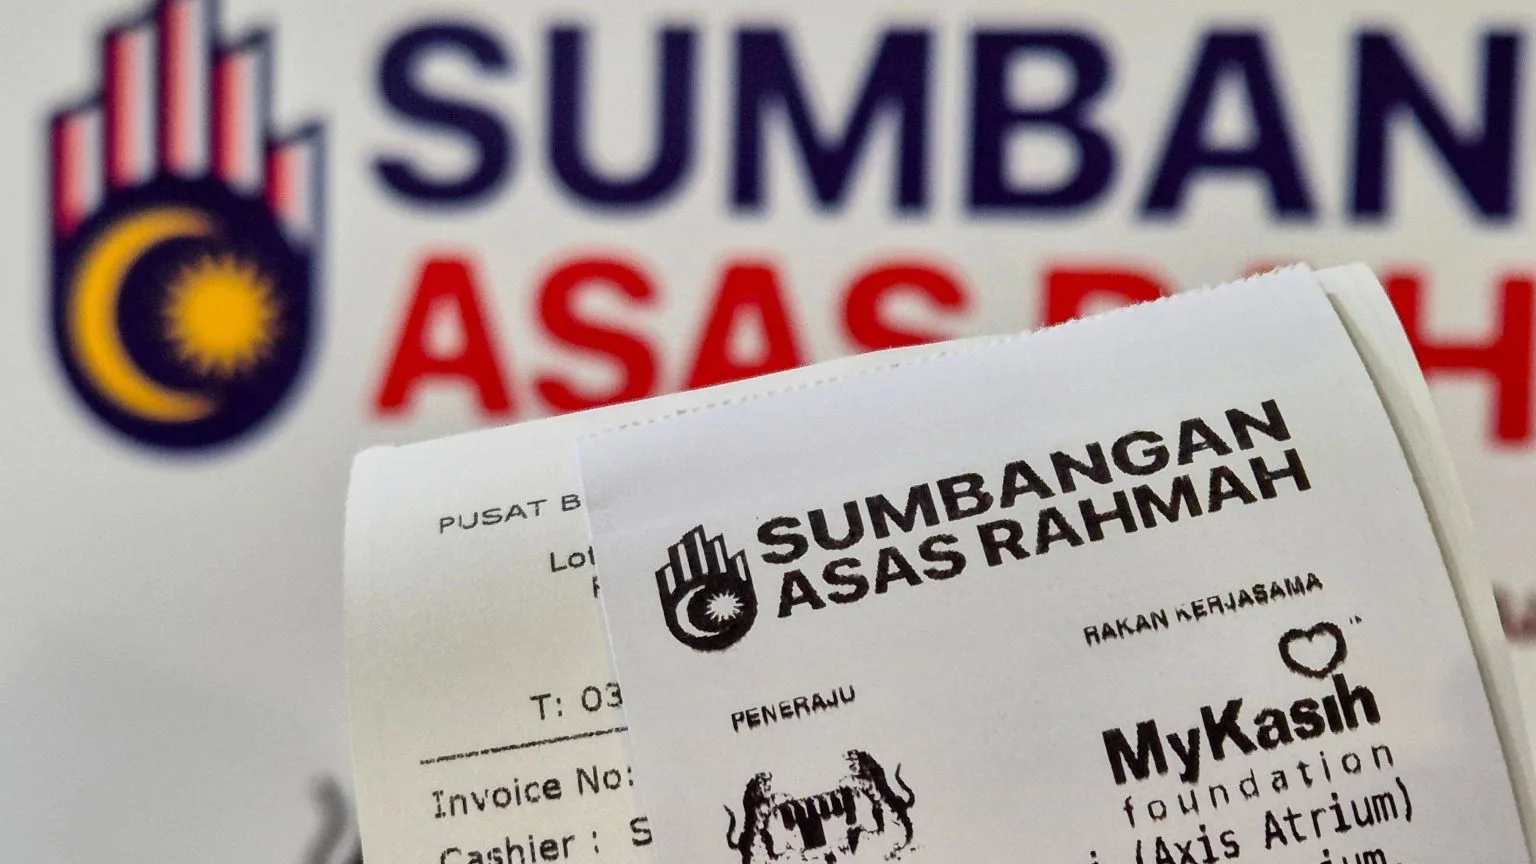 SUMBAN
ASAS
SUMBANGAN
ASAS RAHMAH
RAKAN KERJASAMA
PENERAJU
MyKasih
foundation
(Axis Atrium)
PUSAT B
Lot
T: 03
Invoice No:
Cashier : S